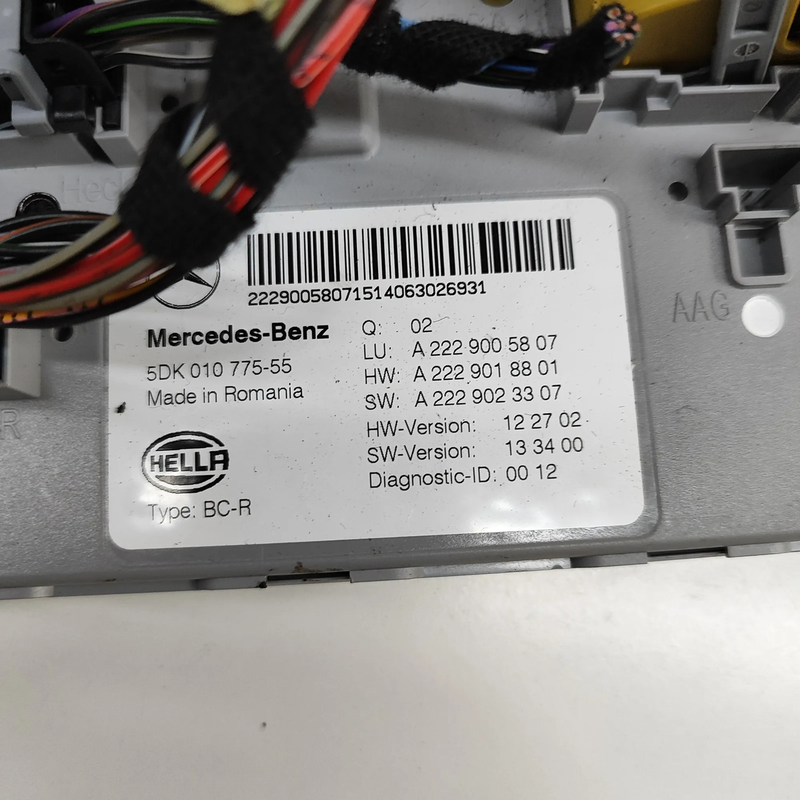 Heck
22290058071514063026931
AAG
Mercedes-Benz
5DK 010 775-55
Made in Romania
HELLA
Type: BC-R
Q: 02
LU: A 222 900 58 07
HW: A 222 901 88 01
SW: A 222 902 33 07
HW-Version: 12 27 02
SW-Version: 13 34 00
Diagnostic-ID: 00 12
R